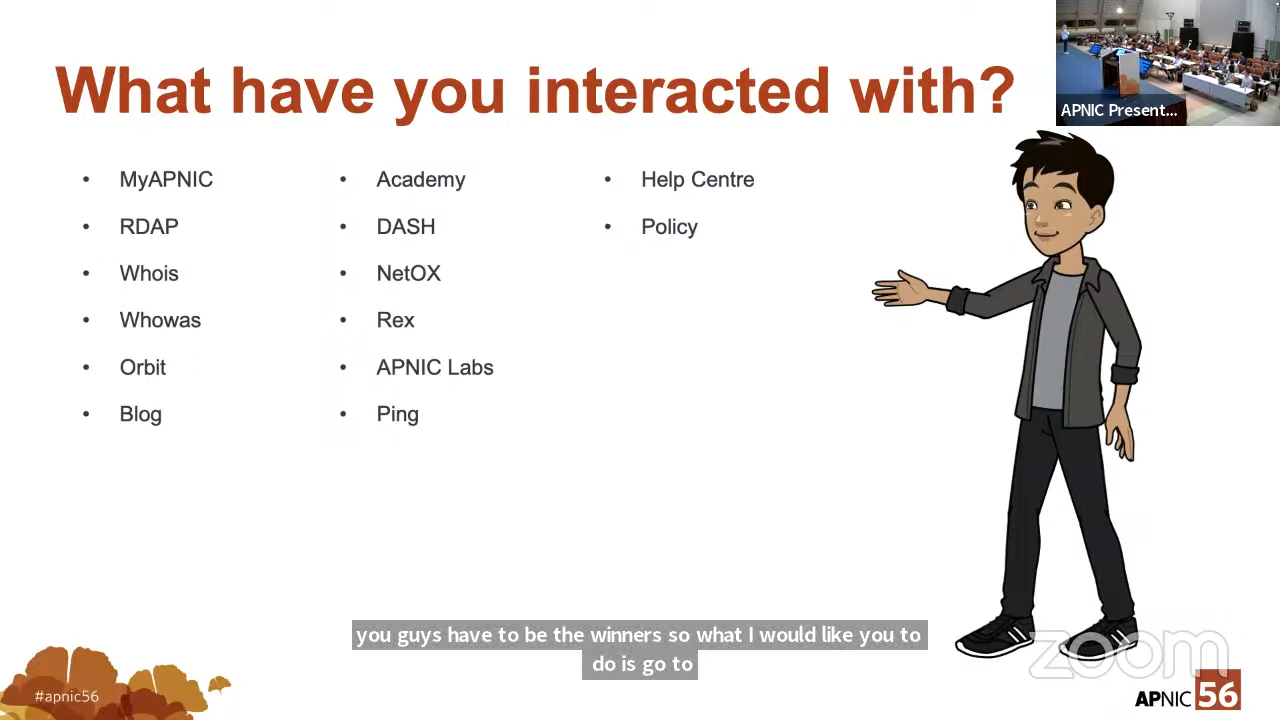 What have you interacted with?
APNIC Present...
• MyAPNIC
• RDAP
• Whois
• Whowas
• Orbit
• Blog
• Academy
• DASH
• NetOX
• Rex
• APNIC Labs
• Ping
• Help Centre
• Policy
you guys have to be the winners so what I would like you to
do is go to
zoom
#apnic56
APNIC 56